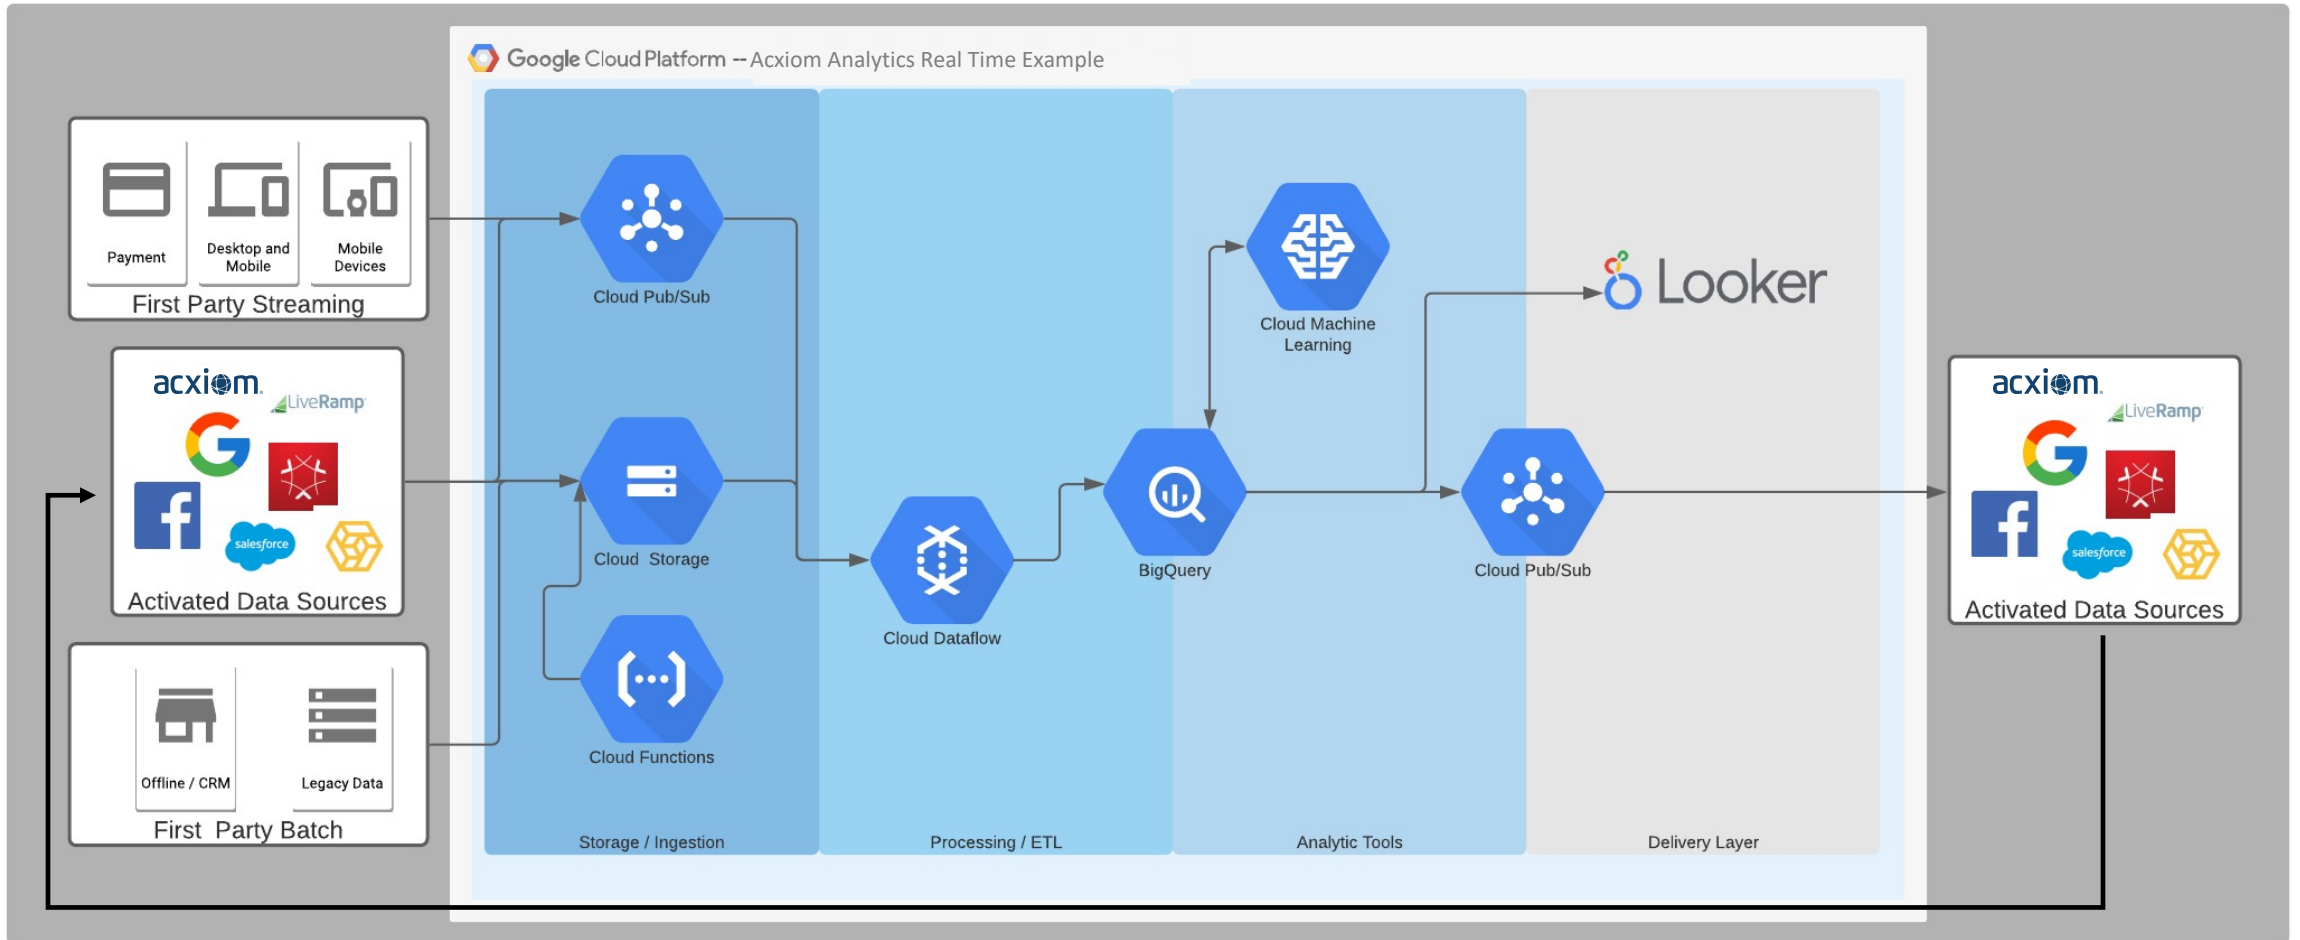 Google Cloud Platform -- Acxiom Analytics Real Time Example
Payment
Desktop and
Mobile
Mobile
Devices
First Party Streaming
acxiom.
LiveRamp
salesforce
Activated Data Sources
Offline / CRM
Legacy Data
First Party Batch
Cloud Pub/Sub
Cloud Storage
Cloud Functions
Storage / Ingestion
Cloud Dataflow
Processing / ETL
Cloud Machine
Learning
BigQuery
Analytic Tools
Looker
Cloud Pub/Sub
Delivery Layer
acxiom.
LiveRamp
salesforce
Activated Data Sources